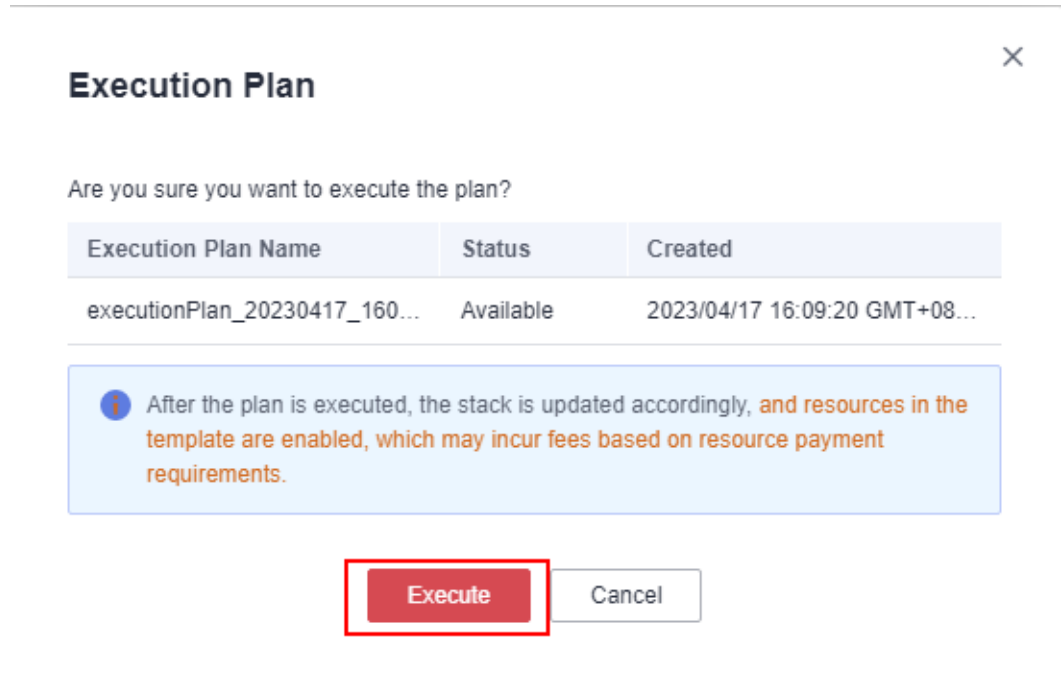 Execution Plan
Are you sure you want to execute the plan?
Execution Plan Name Status Created
executionPlan_20230417_160... Available 2023/04/17 16:09:20 GMT+08...
After the plan is executed, the stack is updated accordingly, and resources in the
template are enabled, which may incur fees based on resource payment
requirements.
Execute Cancel